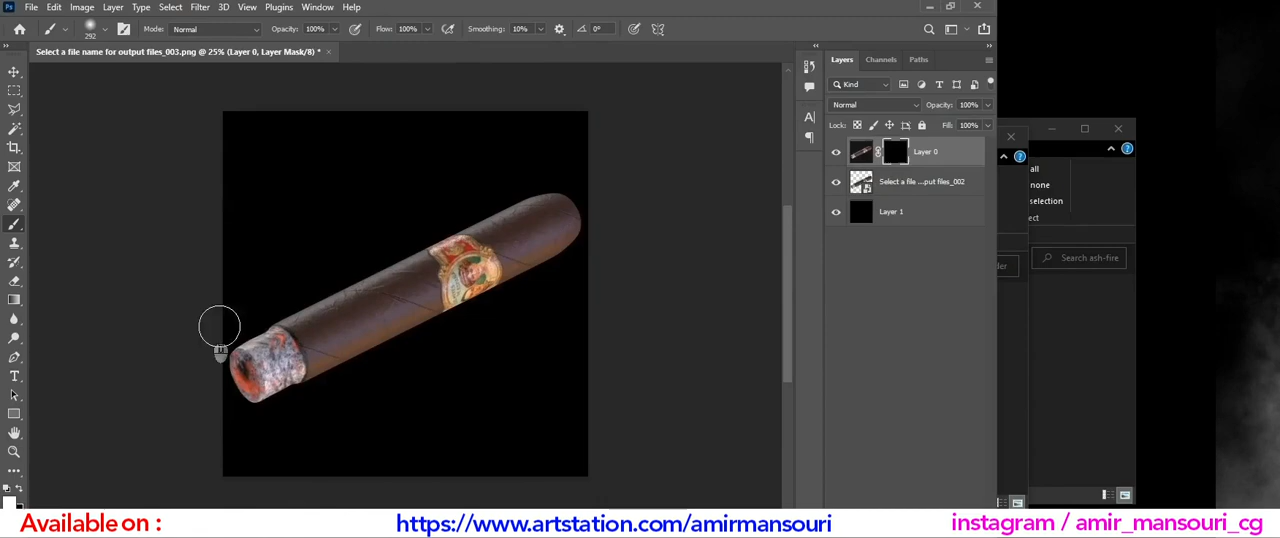 File Edit Image Layer Type Select Filter 3D View Plugins Window Help
292 Mode: Normal Opacity: 100% Flow: 100% Smoothing: 10% 0°
Select a file name for output files_003.png @ 25% (Layer 0, Layer Mask/8) *
Layers Channels Paths
Kind
Normal Opacity: 100%
Lock: Fill: 100%
Layer 0
Select a file ...put files_002
Layer 1
all
none
selection
ect
Search ash-fire
Available on :
https://www.artstation.com/amirmansouri
instagram / amir_mansouri_cg